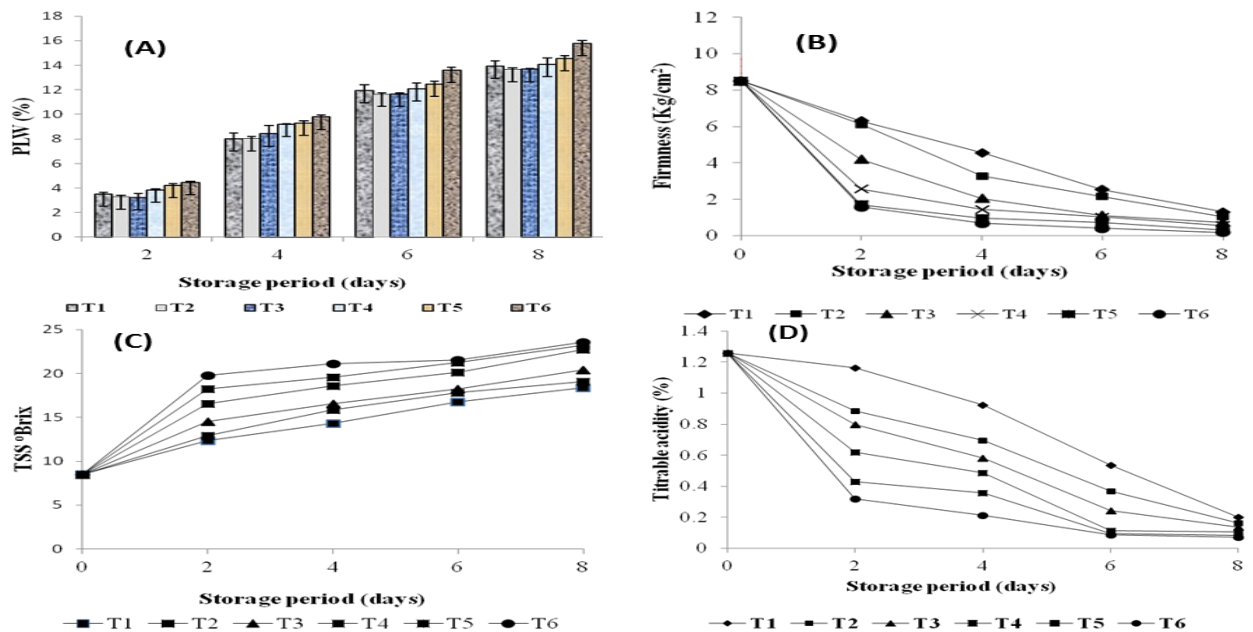 18
16
14
12
10
8
6
4
2
0
(A)
PLW (%)
2 4 6 8
Storage period (days)
T1 T2 T3 T4 T5 T6
12
10
8
6
4
2
0
(B)
Firmness (Kg/cm²)
0 2 4 6 8
Storage period (days)
T1 T2 T3 T4 T5 T6
25
20
15
10
5
0
(C)
TSS ⁰Brix
0 2 4 6 8
Storage period (days)
T1 T2 T3 T4 T5 T6
1.4
1.2
1
0.8
0.6
0.4
0.2
0
(D)
Titrable acidity (%)
0 2 4 6 8
Storage period (days)
T1 T2 T3 T4 T5 T6